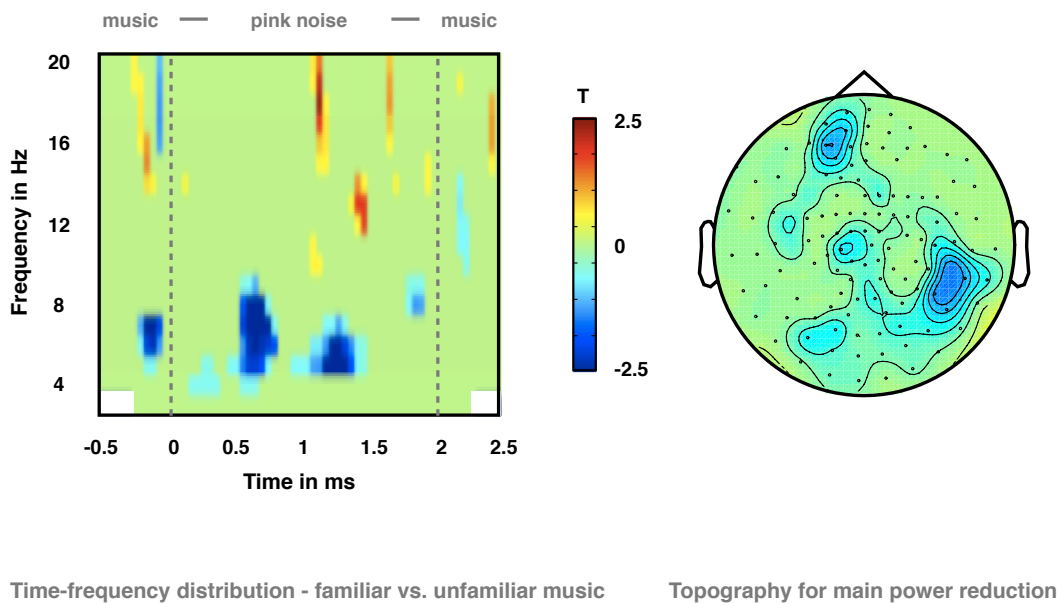 music — pink noise — music
20
16
12
8
4
Frequency in Hz
-0.5 0 0.5 1 1.5 2 2.5
Time in ms
T
2.5
0
-2.5
Time-frequency distribution - familiar vs. unfamiliar music
Topography for main power reduction